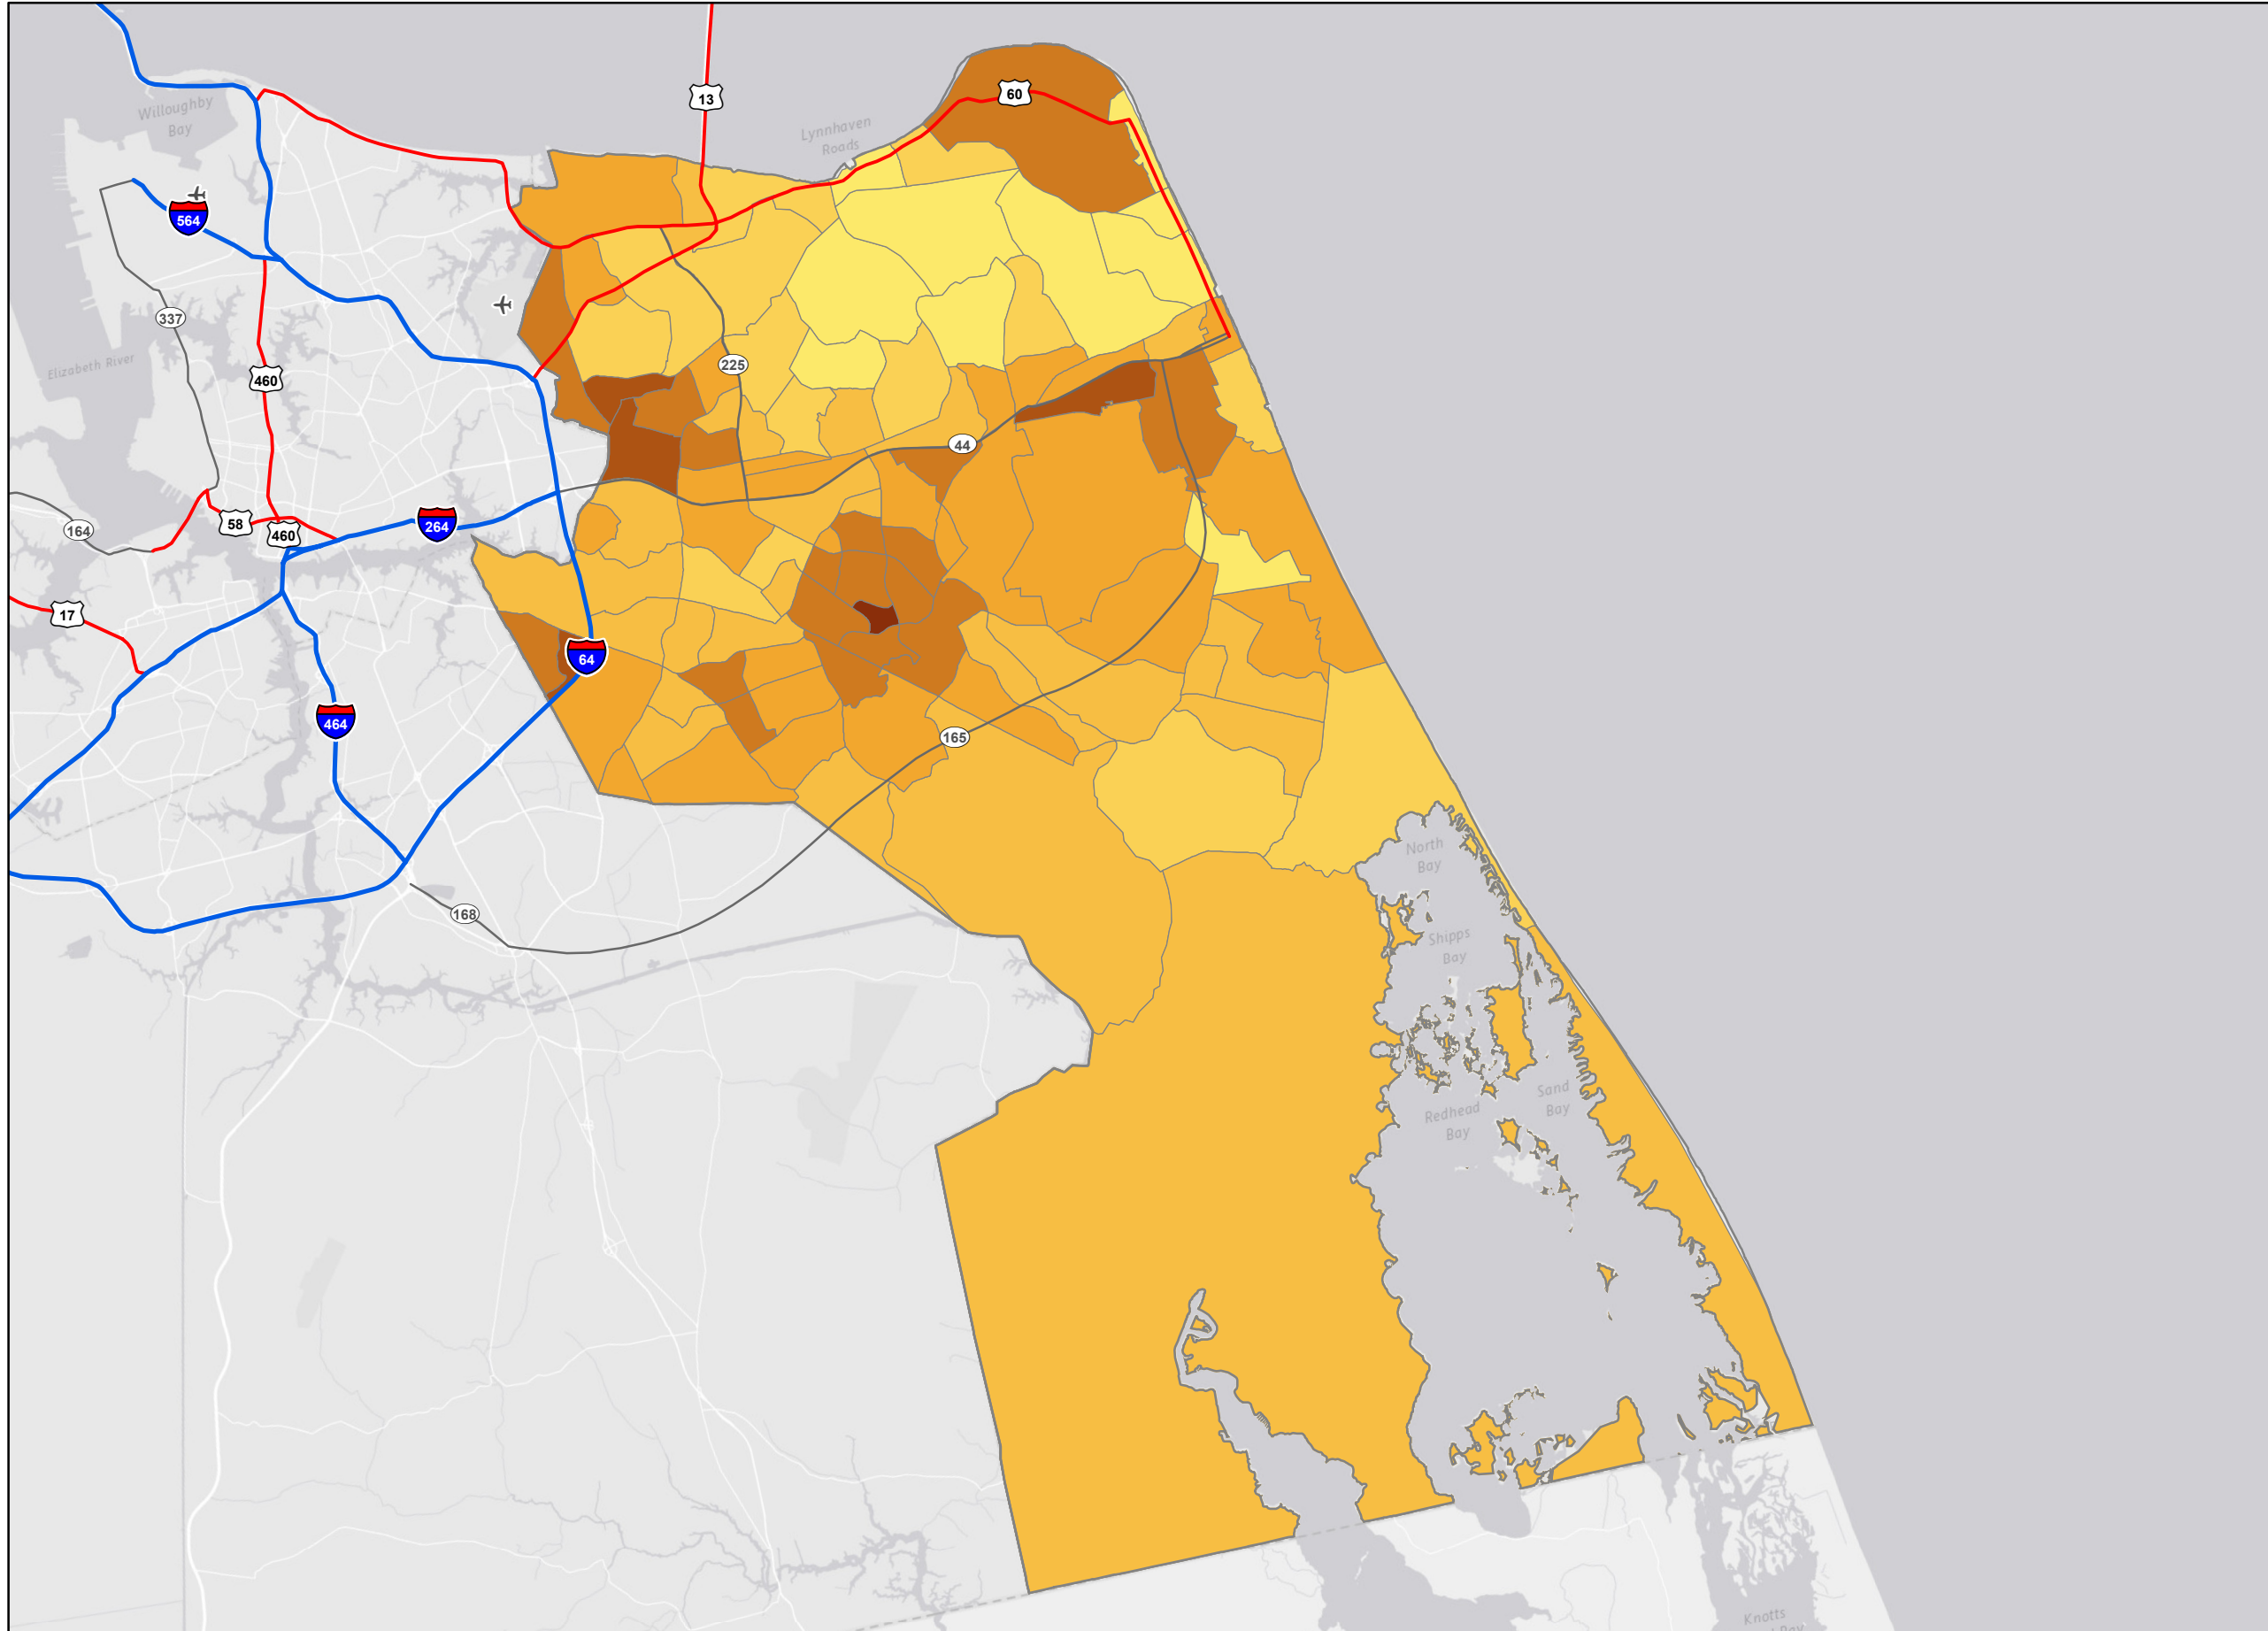 Willoughby
Bay
13
60
Lynnhaven
Roads
564
337
Elizabeth River
460
225
44
58
460
264
164
17
64
464
165
North
Bay
168
Shipps
Bay
Sand
Bay
Redhead
Bay
Knotts